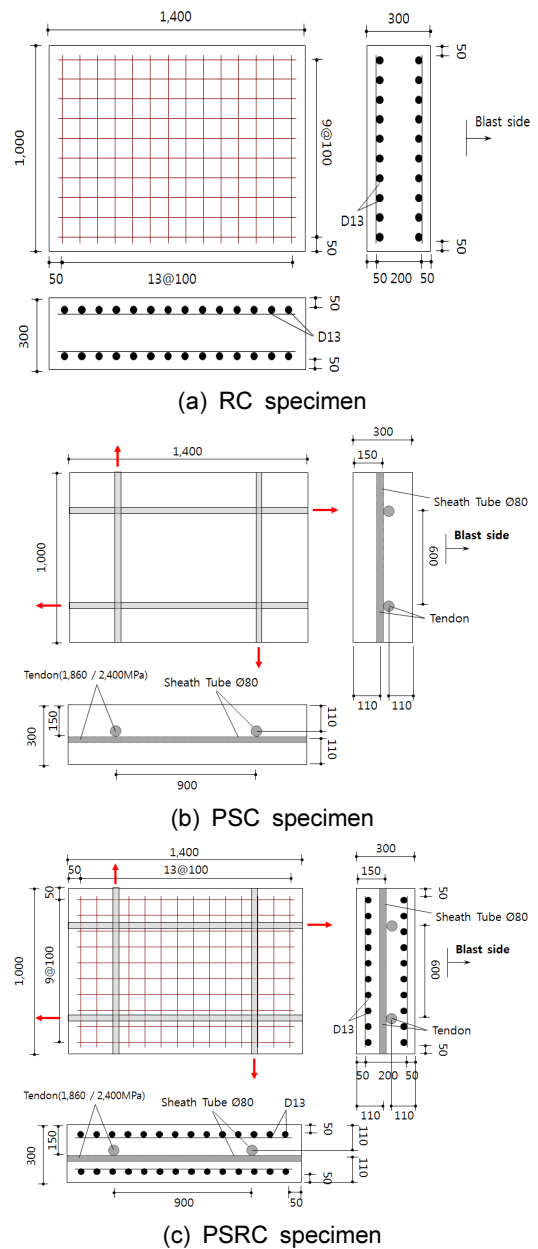 1,400
300
50
1,000
9@100
Blast side
D13
50
50
50
13@100
50 200 50
300
50
D13
50
(a) RC specimen
1,400
300
150
Sheath Tube Ø80
1,000
600
Blast side
Tendon
Tendon(1,860 / 2,400MPa)
Sheath Tube Ø80
300
150
110
110
110
110
900
(b) PSC specimen
1,400
50
13@100
300
150
50
50
Sheath Tube Ø80
1,000
9@100
600
Blast side
D13
Tendon
50
50 200 50
110
110
Tendon(1,860 / 2,400MPa)
Sheath Tube Ø80
D13
300
150
50
110
110
50
900
50
(c) PSRC specimen